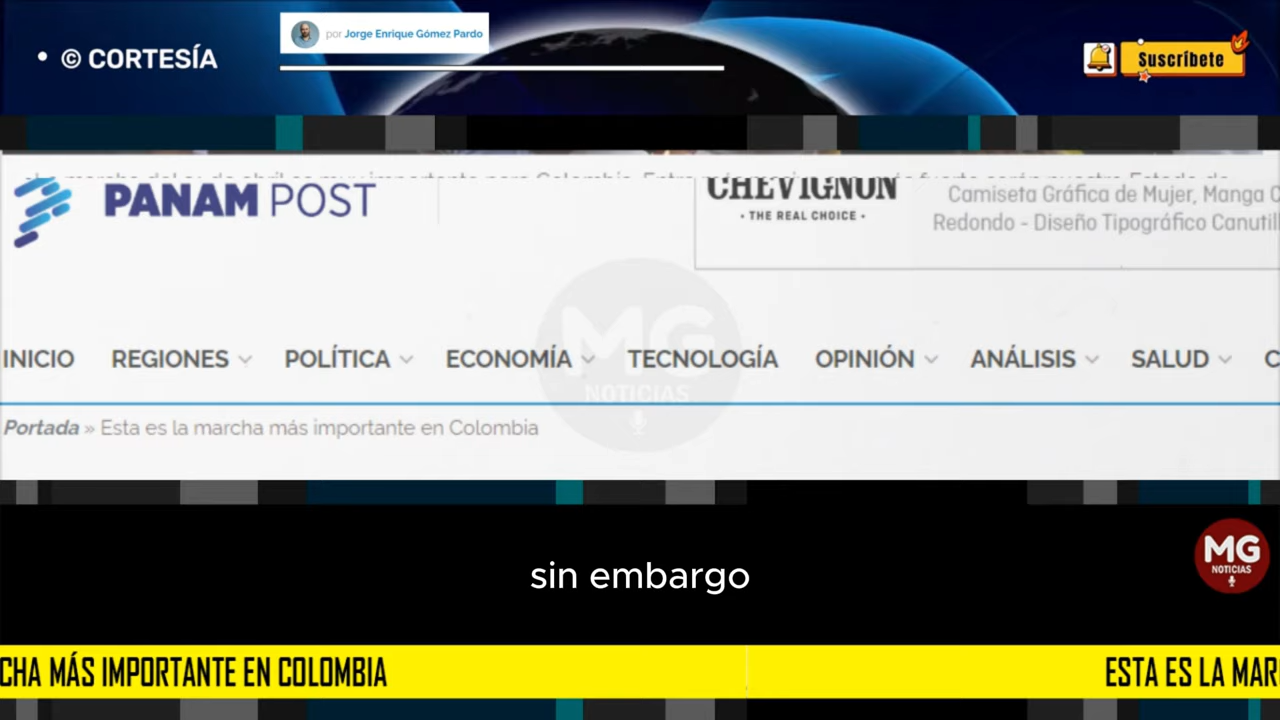 • © CORTESÍA
por Jorge Enrique Gómez Pardo
Suscríbete
PANAM POST
CHEVIGNON
• THE REAL CHOICE •
Camiseta Gráfica de Mujer, Manga C
Redondo - Diseño Tipográfico Canutill
INICIO REGIONES POLÍTICA ECONOMÍA TECNOLOGÍA OPINIÓN ANÁLISIS SALUD C
MG
NOTICIAS
Portada » Esta es la marcha más importante en Colombia
sin embargo
MG
NOTICIAS
CHA MÁS IMPORTANTE EN COLOMBIA
ESTA ES LA MAR